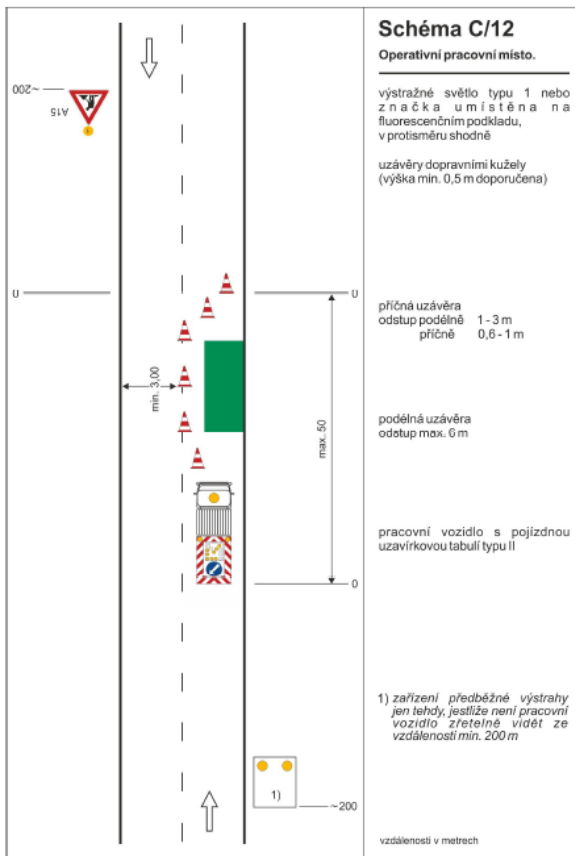 Schéma C/12
Operativní pracovní místo.
~200
A15
výstražné světlo typu 1 nebo
značka umístěna na
fluorescenčním podkladu,
v protisměru shodně
uzávěry dopravními kužely
(výška min. 0,5 m doporučena)
0
0
příčná uzávěra
odstup podélně 1 - 3 m
příčně 0,6 - 1 m
min. 3,00
max. 50
podélná uzávěra
odstup max. 6 m
pracovní vozidlo s pojízdnou
uzavírkovou tabulí typu II
0
1) zařízení předběžné výstrahy
jen tehdy, jestliže není pracovní
vozidlo zřetelně vidět ze
vzdálenosti min. 200 m
1)
~200
vzdálenosti v metrech